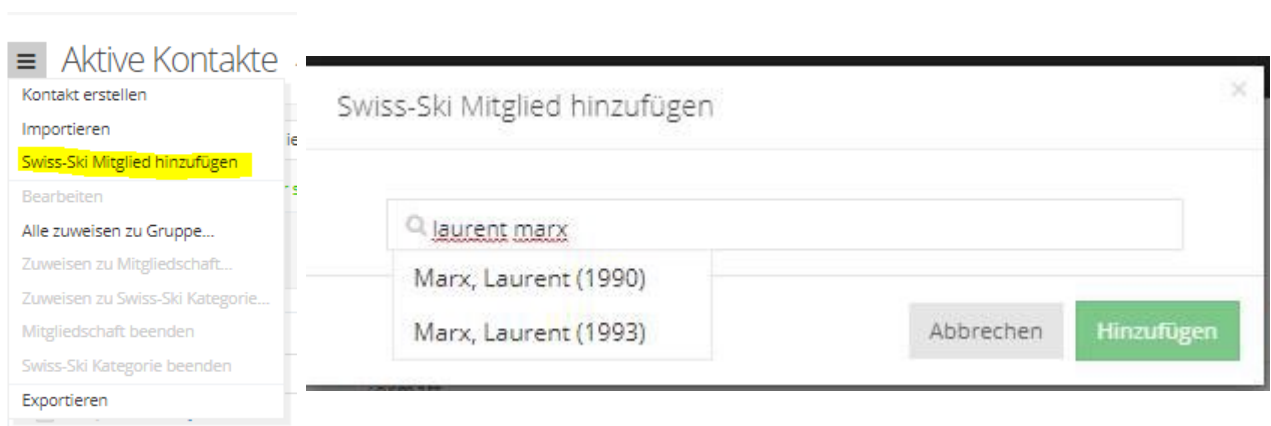 ≡ Aktive Kontakte
Kontakt erstellen
Importieren
Swiss-Ski Mitglied hinzufügen
Bearbeiten
Alle zuweisen zu Gruppe...
Zuweisen zu Mitgliedschaft...
Zuweisen zu Swiss-Ski Kategorie...
Mitgliedschaft beenden
Swiss-Ski Kategorie beenden
Exportieren
Swiss-Ski Mitglied hinzufügen
×
laurent marx
Marx, Laurent (1990)
Marx, Laurent (1993)
Abbrechen
Hinzufügen